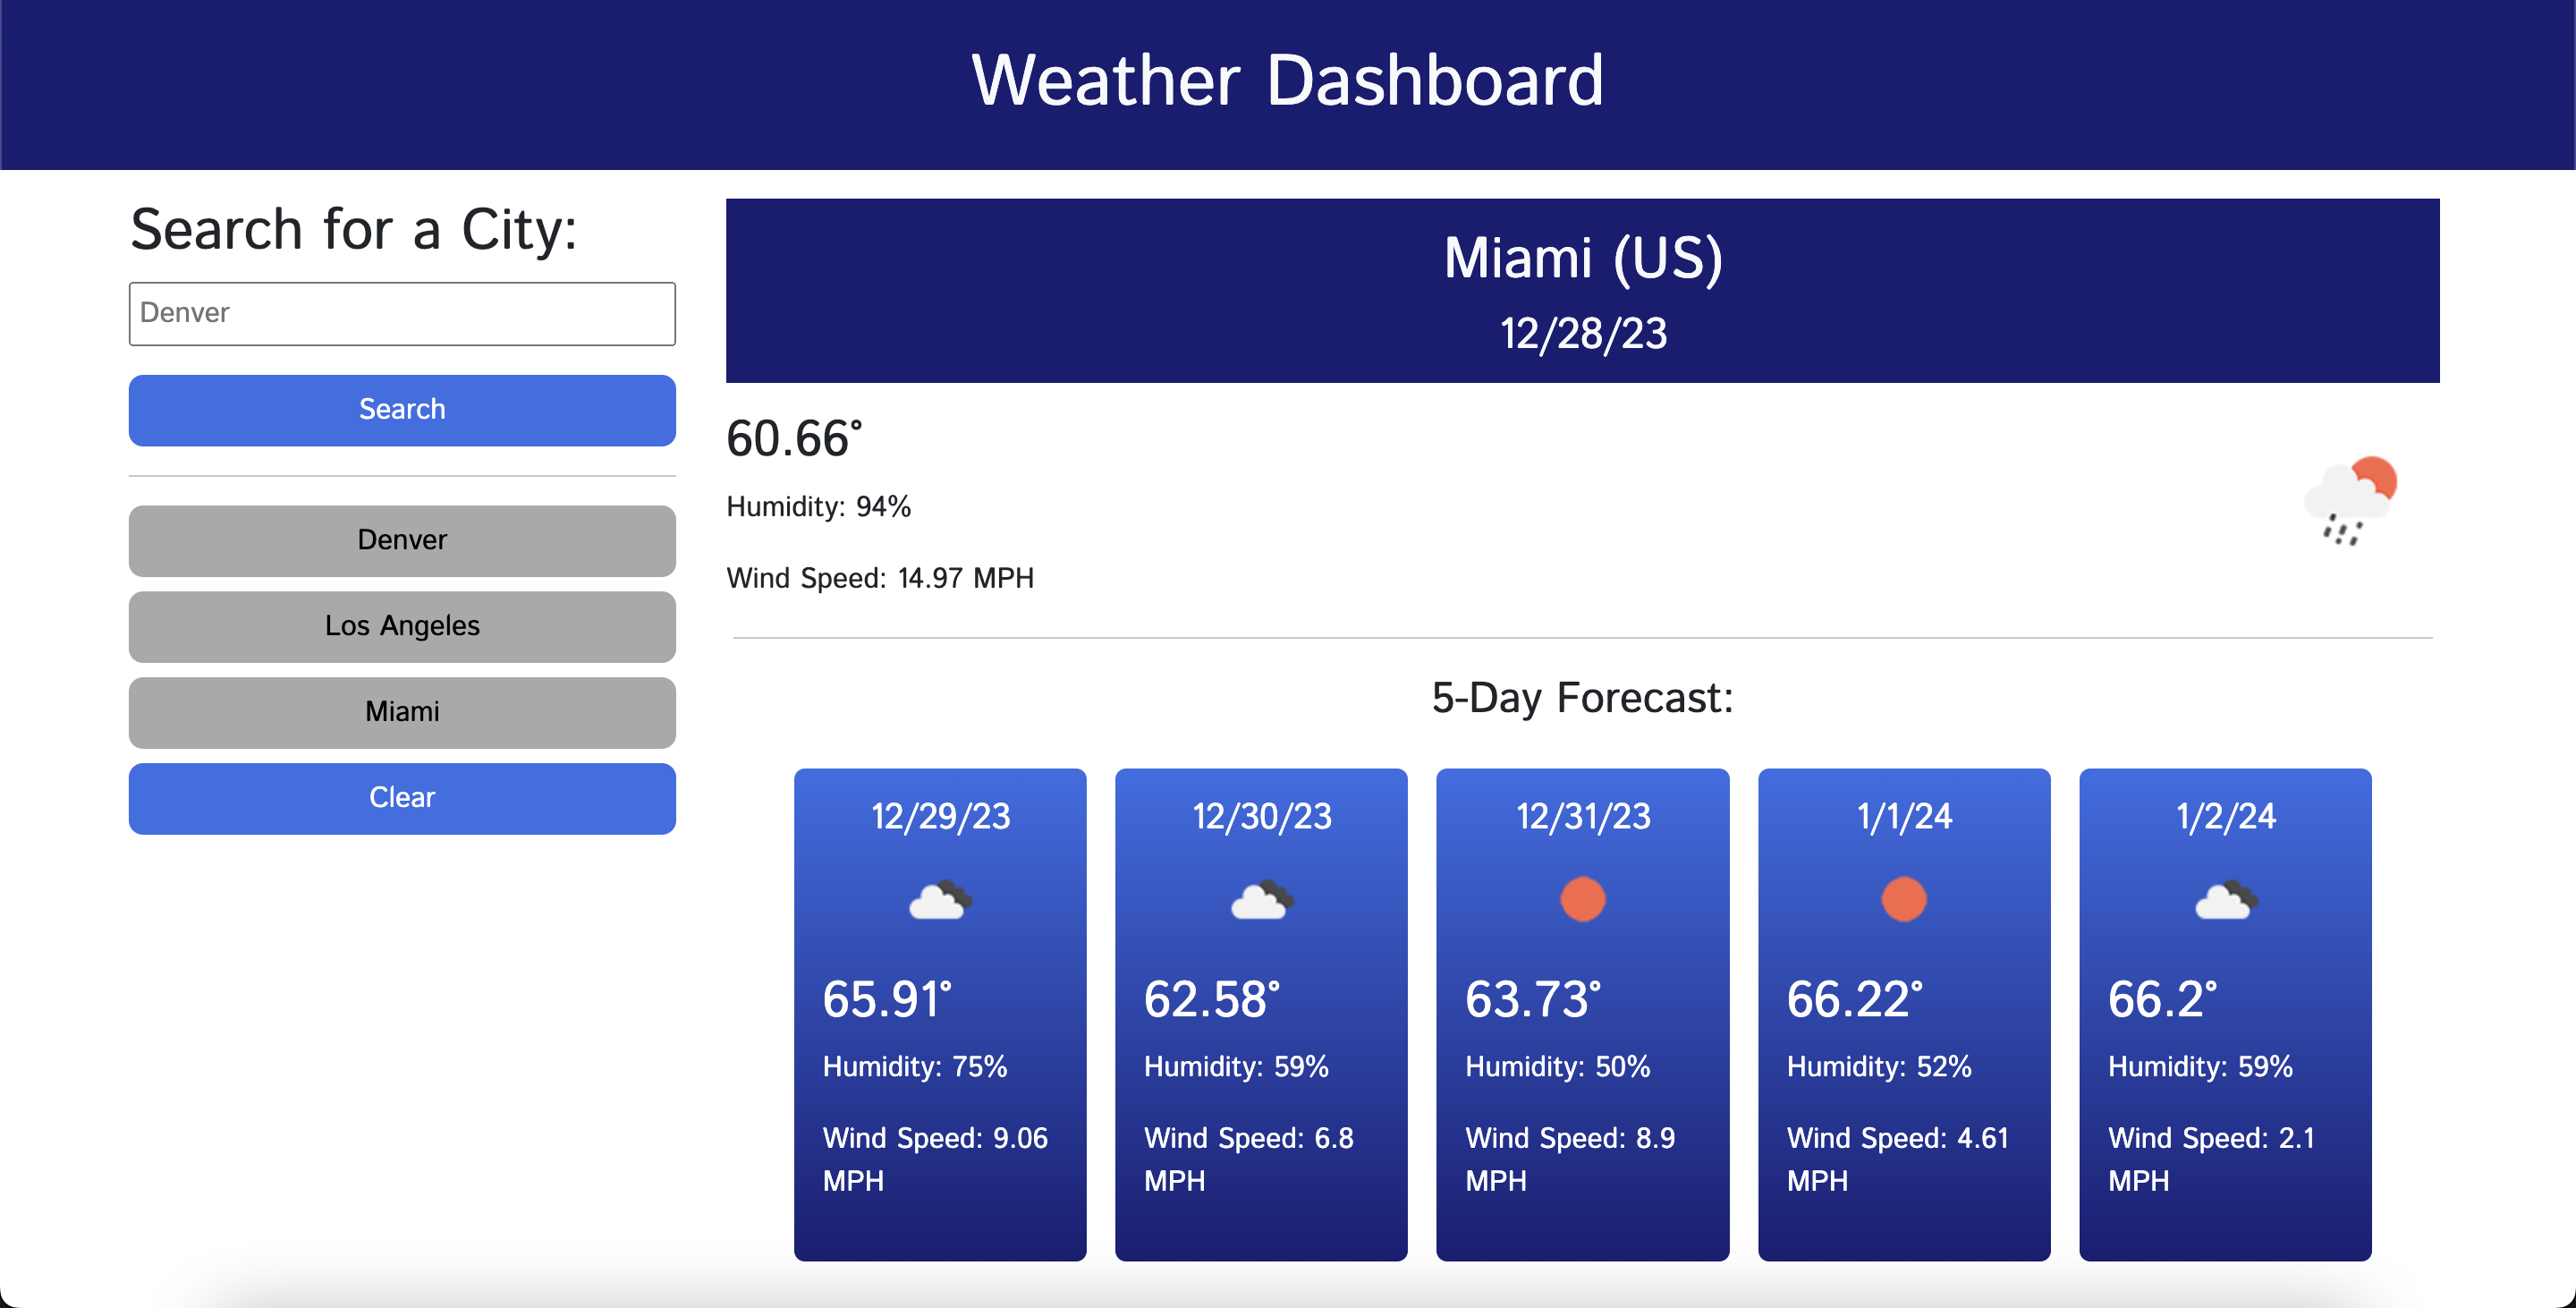 Weather Dashboard
Search for a City:
Denver
Search
Denver
Los Angeles
Miami
Clear
Miami (US)
12/28/23
60.66°
Humidity: 94%
Wind Speed: 14.97 MPH
5-Day Forecast:
12/29/23
65.91°
Humidity: 75%
Wind Speed: 9.06
MPH
12/30/23
62.58°
Humidity: 59%
Wind Speed: 6.8
MPH
12/31/23
63.73°
Humidity: 50%
Wind Speed: 8.9
MPH
1/1/24
66.22°
Humidity: 52%
Wind Speed: 4.61
MPH
1/2/24
66.2°
Humidity: 59%
Wind Speed: 2.1
MPH